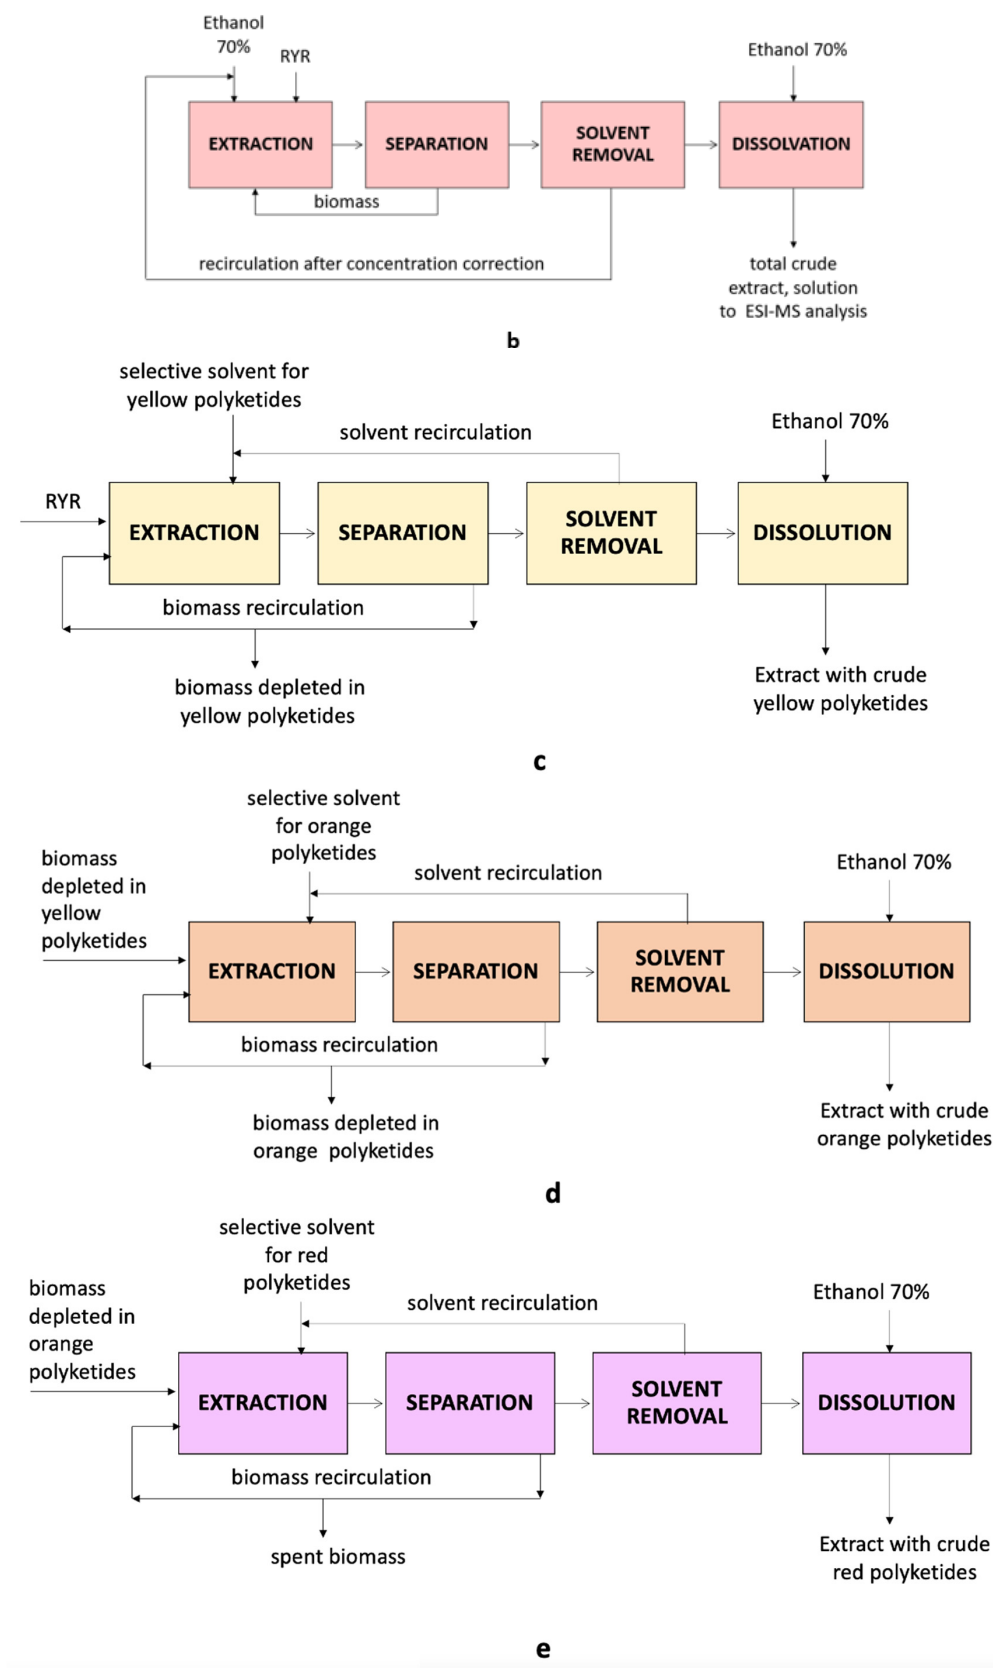 Ethanol
70%
RYR
Ethanol 70%
EXTRACTION
SEPARATION
SOLVENT
REMOVAL
DISSOLVATION
biomass
recirculation after concentration correction
total crude
extract, solution
to ESI-MS analysis
b
selective solvent for
yellow polyketides
solvent recirculation
Ethanol 70%
RYR
EXTRACTION
SEPARATION
SOLVENT
REMOVAL
DISSOLUTION
biomass recirculation
biomass depleted in
yellow polyketides
Extract with crude
yellow polyketides
c
selective solvent
for orange
polyketides
biomass
depleted in
yellow
polyketides
solvent recirculation
Ethanol 70%
EXTRACTION
SEPARATION
SOLVENT
REMOVAL
DISSOLUTION
biomass recirculation
biomass depleted in
orange polyketides
Extract with crude
orange polyketides
d
selective solvent
for red
polyketides
biomass
depleted in
orange
polyketides
solvent recirculation
Ethanol 70%
EXTRACTION
SEPARATION
SOLVENT
REMOVAL
DISSOLUTION
biomass recirculation
spent biomass
Extract with crude
red polyketides
e